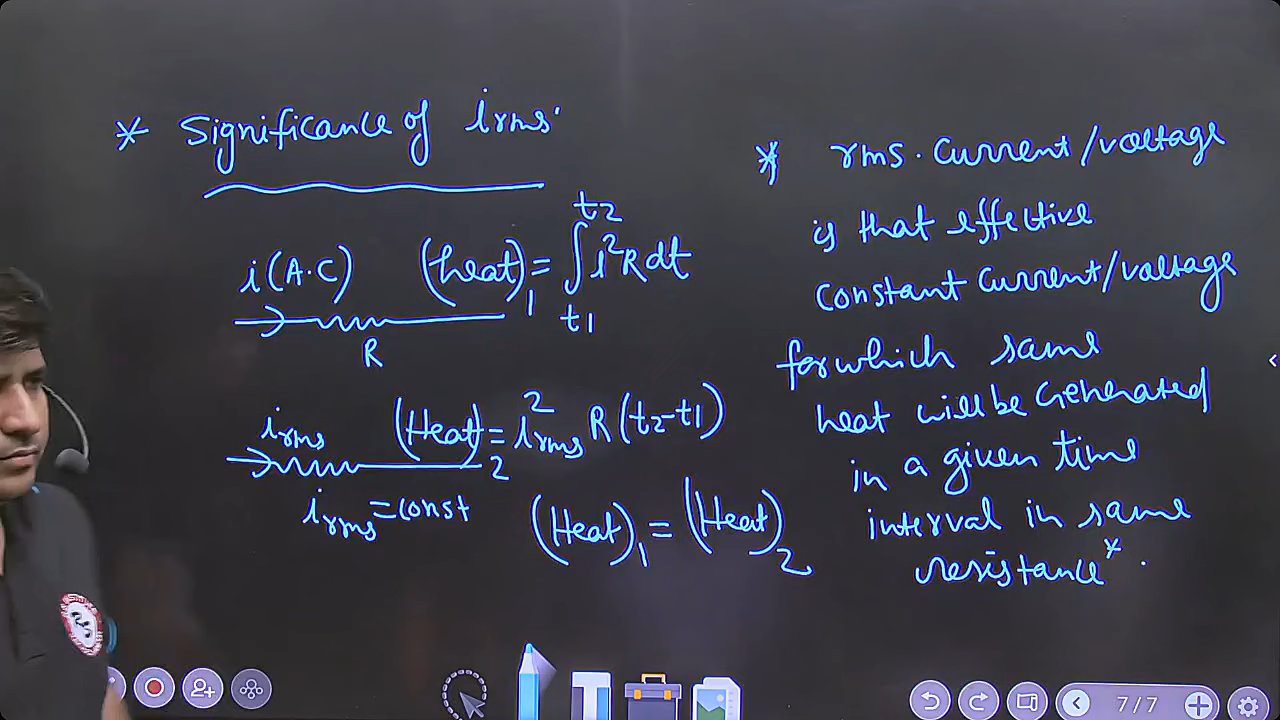 * Significance of irms.
i(A.C) (heat)₁ = ∫ i²R dt
t2
t1
R
irms (Heat)₂ = i²rms R(t2-t1)
irms = const
(Heat)₁ = (Heat)₂
* rms. current/voltage
is that effective
constant current/voltage
for which same
heat will be Generated
in a given time
interval in same
resistance*.
7/7